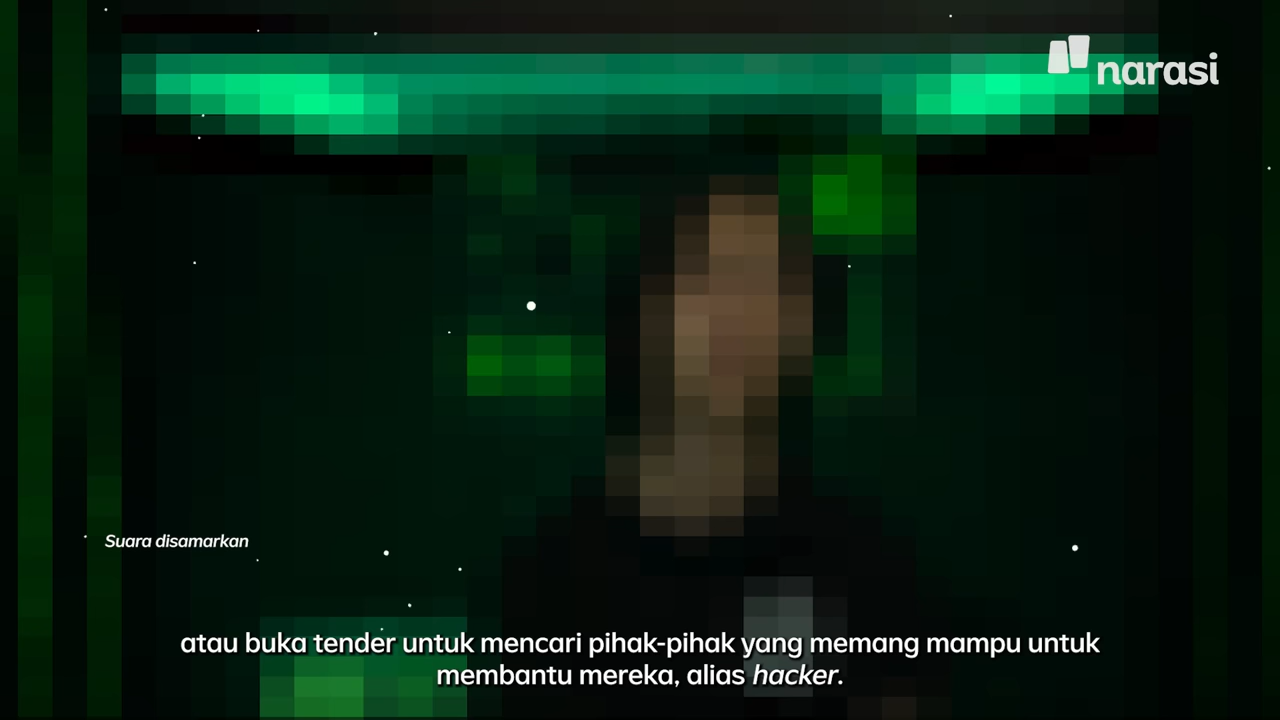 narasi
Suara disamarkan
atau buka tender untuk mencari pihak-pihak yang memang mampu untuk
membantu mereka, alias hacker.